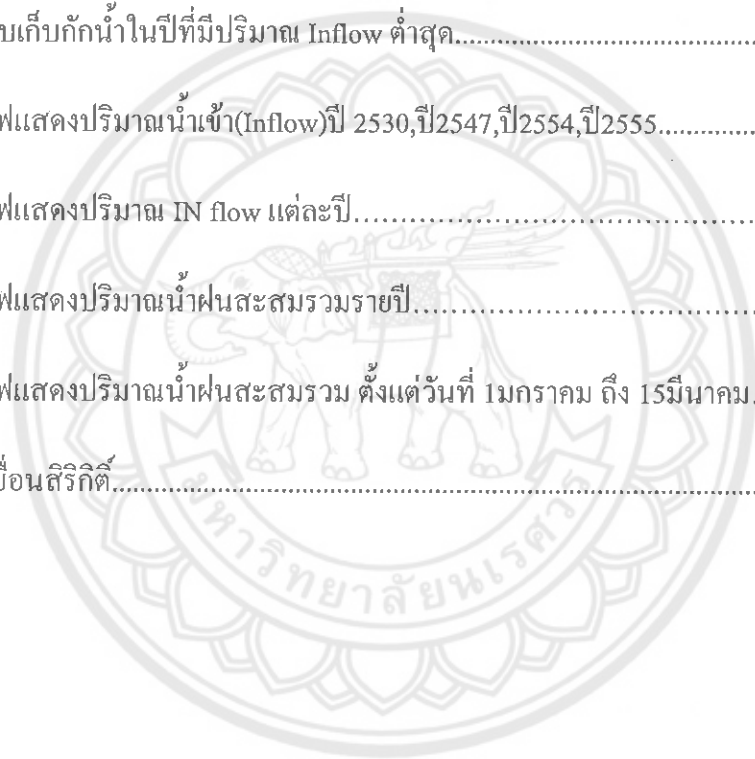 บเก็บกักน้ำในปีที่มีปริมาณ Inflow ต่ำสุด...............................................
ฟแสดงปริมาณน้ำเข้า(Inflow)ปี 2530,ปี2547,ปี2554,ปี2555..............
ฟแสดงปริมาณ IN flow แต่ละปี...............................................
ฟแสดงปริมาณน้ำฝนสะสมรวมรายปี........................................
ฟแสดงปริมาณน้ำฝนสะสมรวม ตั้งแต่วันที่ 1มกราคม ถึง 15มีนาคม.
ขื่อนสิริกิติ์..............................................................................
มหาวิทยาลัยนเรศวร